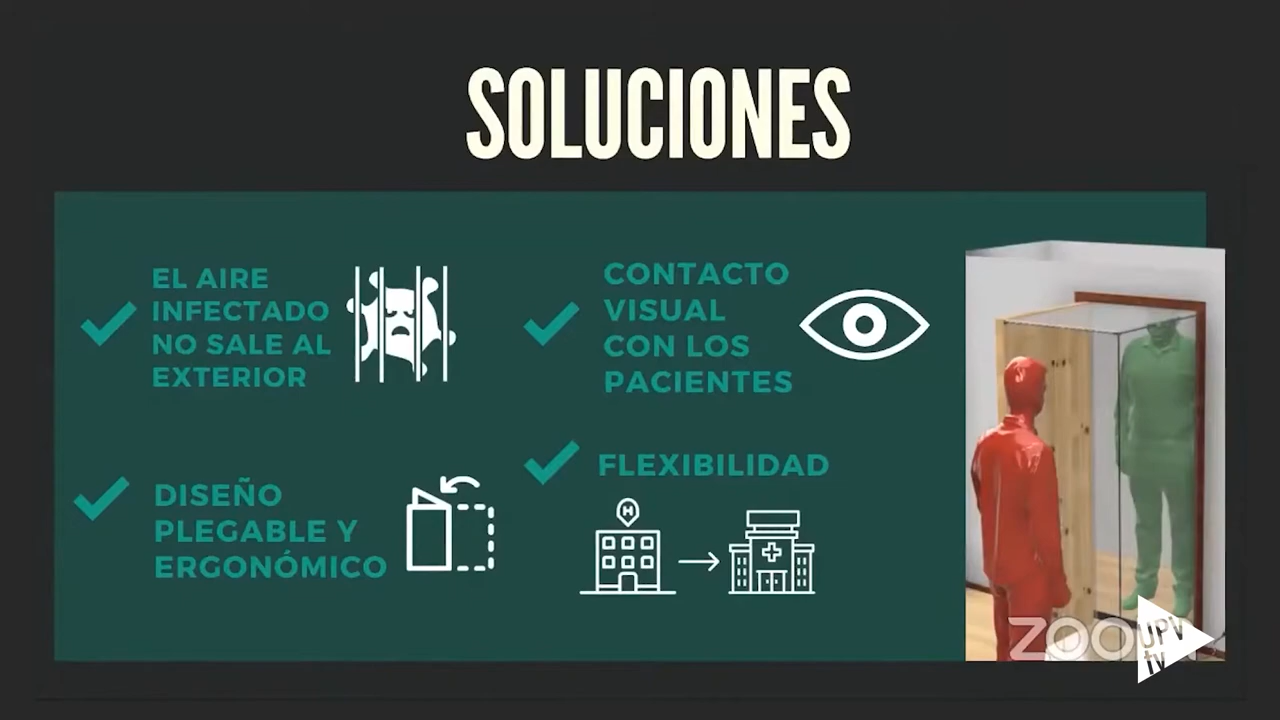 SOLUCIONES
EL AIRE
INFECTADO
NO SALE AL
EXTERIOR
CONTACTO
VISUAL
CON LOS
PACIENTES
DISEÑO
PLEGABLE Y
ERGONÓMICO
FLEXIBILIDAD
H
zoom
UPV
tv